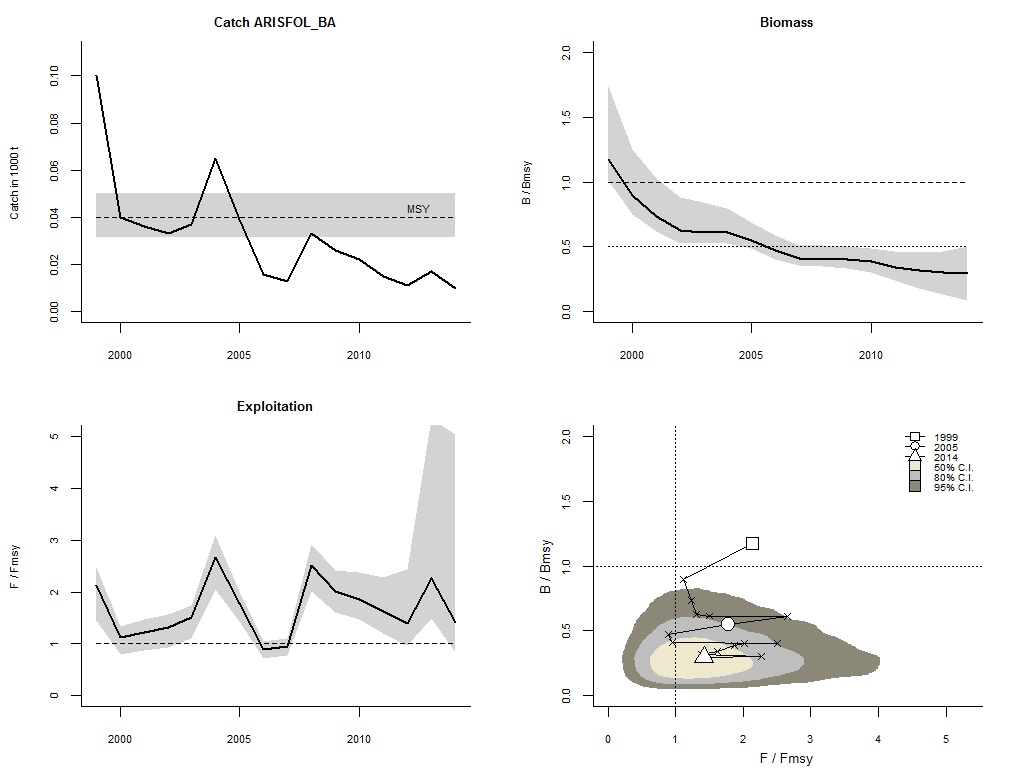 Catch ARISFOL_BA
Catch in 1000 t
0.00 0.02 0.04 0.06 0.08 0.10
MSY
2000 2005 2010
Biomass
B / Bmsy
0.0 0.5 1.0 1.5 2.0
2000 2005 2010
Exploitation
F / Fmsy
0 1 2 3 4 5
2000 2005 2010
B / Bmsy
0.0 0.5 1.0 1.5 2.0
1999
2005
2014
50% C.I.
80% C.I.
95% C.I.
0 1 2 3 4 5
F / Fmsy